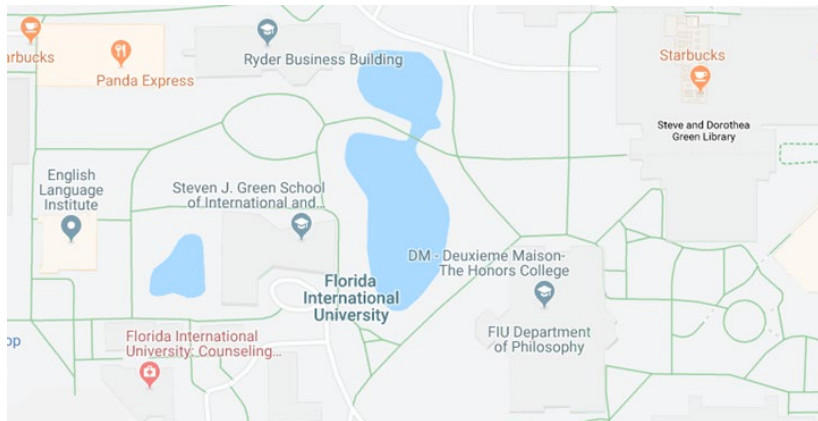 arbucks
Panda Express
Ryder Business Building
Starbucks
Steve and Dorothea
Green Library
English
Language
Institute
Steven J. Green School
of International and...
DM - Deuxieme Maison-
The Honors College
Florida
International
University
FIU Department
of Philosophy
op
Florida International
University: Counseling...